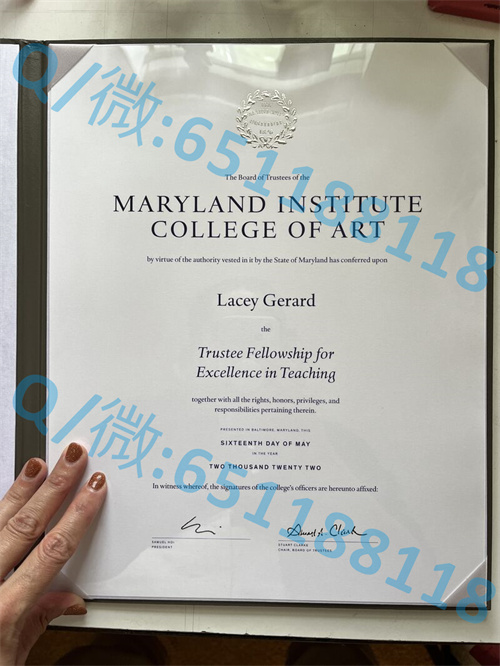 The Board of Trustees of the
MARYLAND INSTITUTE
COLLEGE OF ART
by virtue of the authority vested in it by the State of Maryland has conferred upon
Lacey Gerard
the
Trustee Fellowship for
Excellence in Teaching
together with all the rights, honors, privileges, and
responsibilities pertaining therein.
PRESENTED IN BALTIMORE, MARYLAND, THIS
SIXTEENTH DAY OF MAY
IN THE YEAR
TWO THOUSAND TWENTY TWO
In witness whereof, the signatures of the college's officers are hereunto affixed:
SAMUEL HOI
PRESIDENT
STUART CLARKE
CHAIR, BOARD OF TRUSTEES
Q/微:651188118
Q/微:651188118